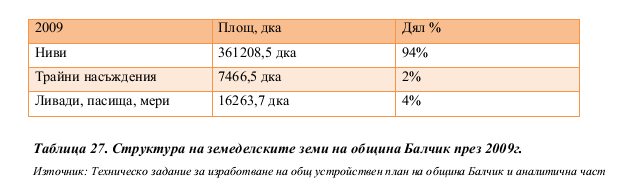 2009 Площ, дка Дял %
Ниви 361208,5 дка 94%
Трайни насъждения 7466,5 дка 2%
Ливади, пасища, мери 16263,7 дка 4%
Таблица 27. Структура на земеделските земи на община Балчик през 2009г.
Източник: Техническо задание за изработване на общ устройствен план на община Балчик и аналитична част